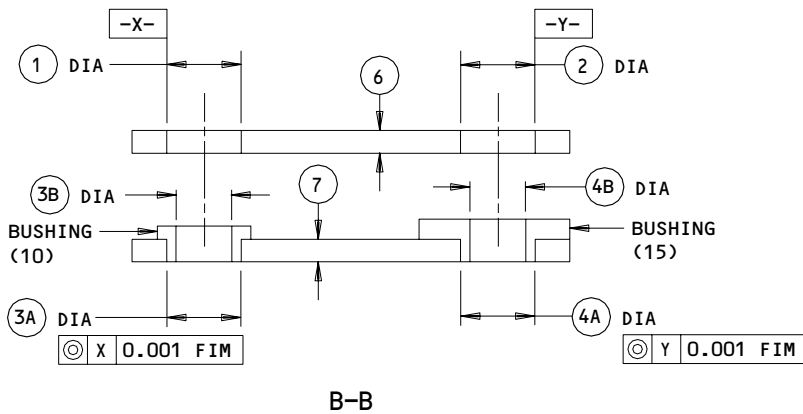 -X-
-Y-
1 DIA
6
2 DIA
3B DIA
7
4B DIA
BUSHING
(10)
BUSHING
(15)
3A DIA
4A DIA
◎ X 0.001 FIM
◎ Y 0.001 FIM
B-B